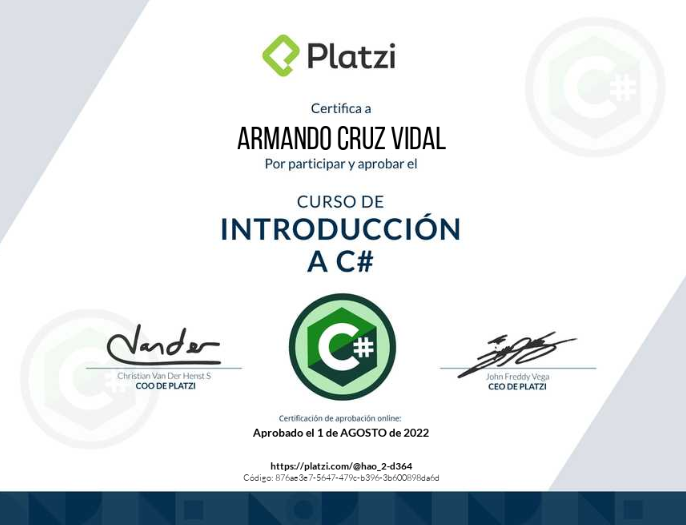 Platzi
Certifica a
ARMANDO CRUZ VIDAL
Por participar y aprobar el
CURSO DE
INTRODUCCIÓN
A C#
C#
C#
C#
Vander
Christian Van Der Henst S
COO DE PLATZI
John Freddy Vega
CEO DE PLATZI
Certificación de aprobación online:
Aprobado el 1 de AGOSTO de 2022
https://platzi.com/@hao_2-d364
Código: 876ae3e7-5647-479c-b396-3b600898da6d